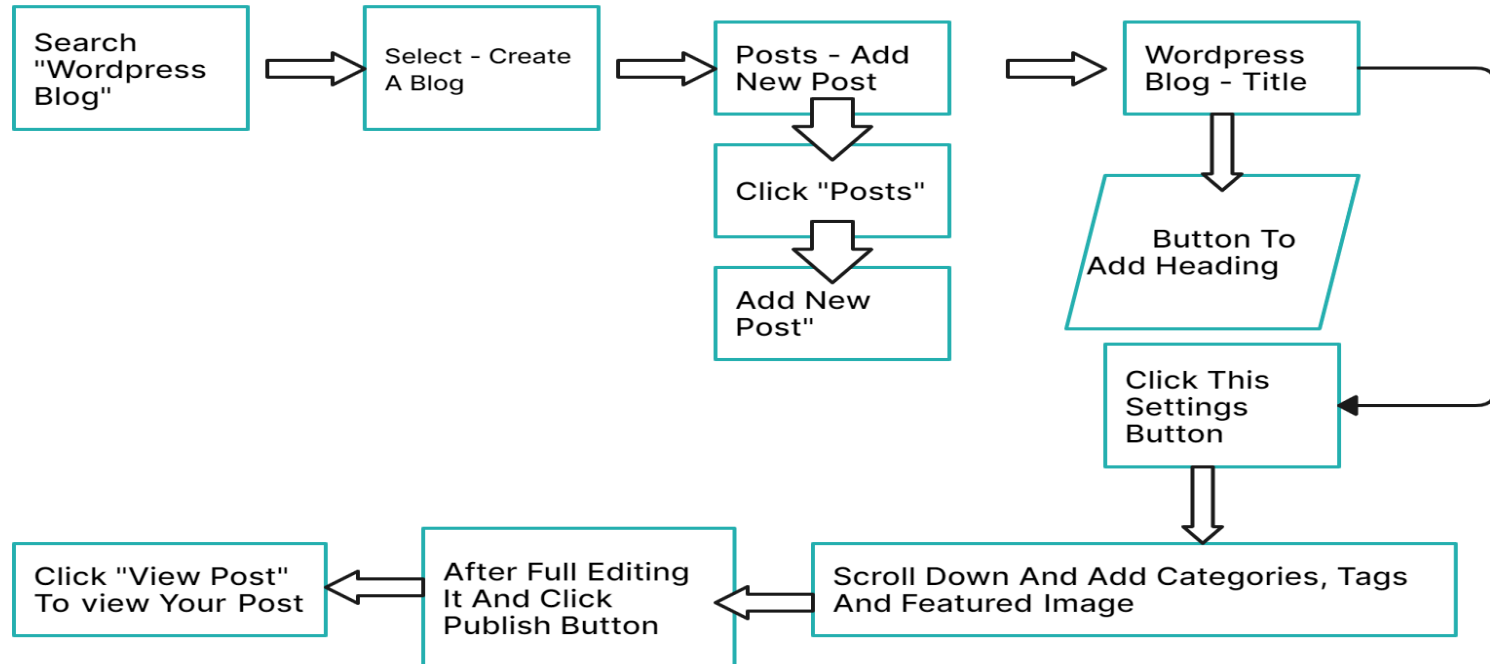 Search
"Wordpress
Blog"
Select - Create
A Blog
Posts - Add
New Post
Wordpress
Blog - Title
Click "Posts"
Add New
Post"
Button To
Add Heading
Click This
Settings
Button
Scroll Down And Add Categories, Tags
And Featured Image
After Full Editing
It And Click
Publish Button
Click "View Post"
To view Your Post